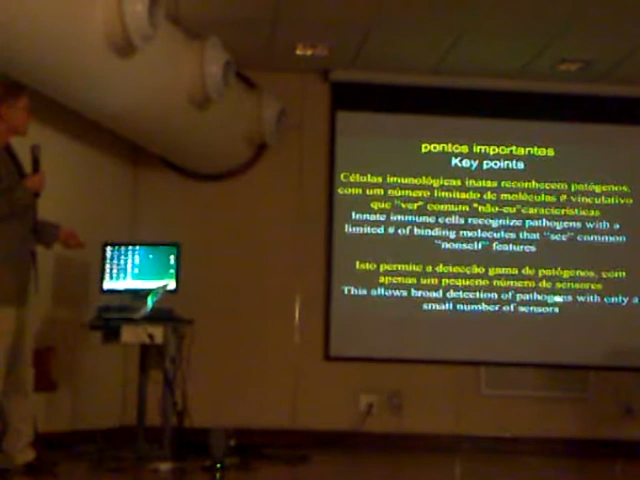 pontos importantes
Key points
Células imunológicas inatas reconhecem patógenos,
com um número limitado de moléculas # vinculativo
que "ver" comum "não-eu"características
Innate immune cells recognize pathogens with a
limited # of binding molecules that "see" common
"nonself" features
Isto permite a detecção gama de patógenos, com
apenas um pequeno número de sensores
This allows broad detection of pathogens with only a
small number of sensors